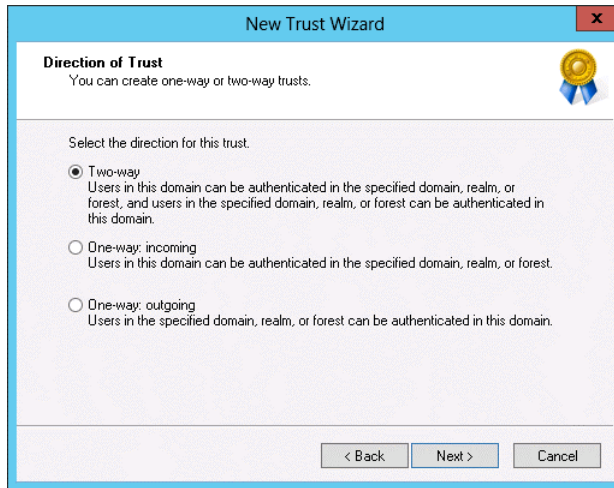 New Trust Wizard
x
Direction of Trust
You can create one-way or two-way trusts.
Select the direction for this trust.
Two-way
Users in this domain can be authenticated in the specified domain, realm, or
forest, and users in the specified domain, realm, or forest can be authenticated in
this domain.
One-way: incoming
Users in this domain can be authenticated in the specified domain, realm, or forest.
One-way: outgoing
Users in the specified domain, realm, or forest can be authenticated in this domain.
< Back Next > Cancel